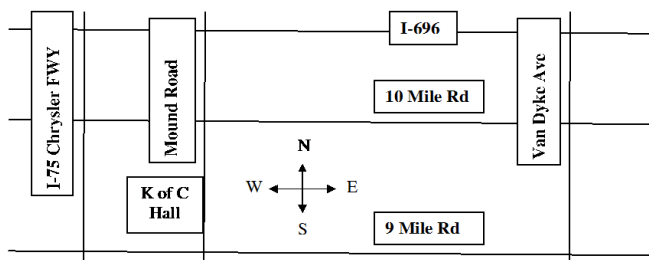 I-696
I-75 Chrysler FWY
Mound Road
Van Dyke Ave
10 Mile Rd
N
W
E
S
K of C
Hall
9 Mile Rd